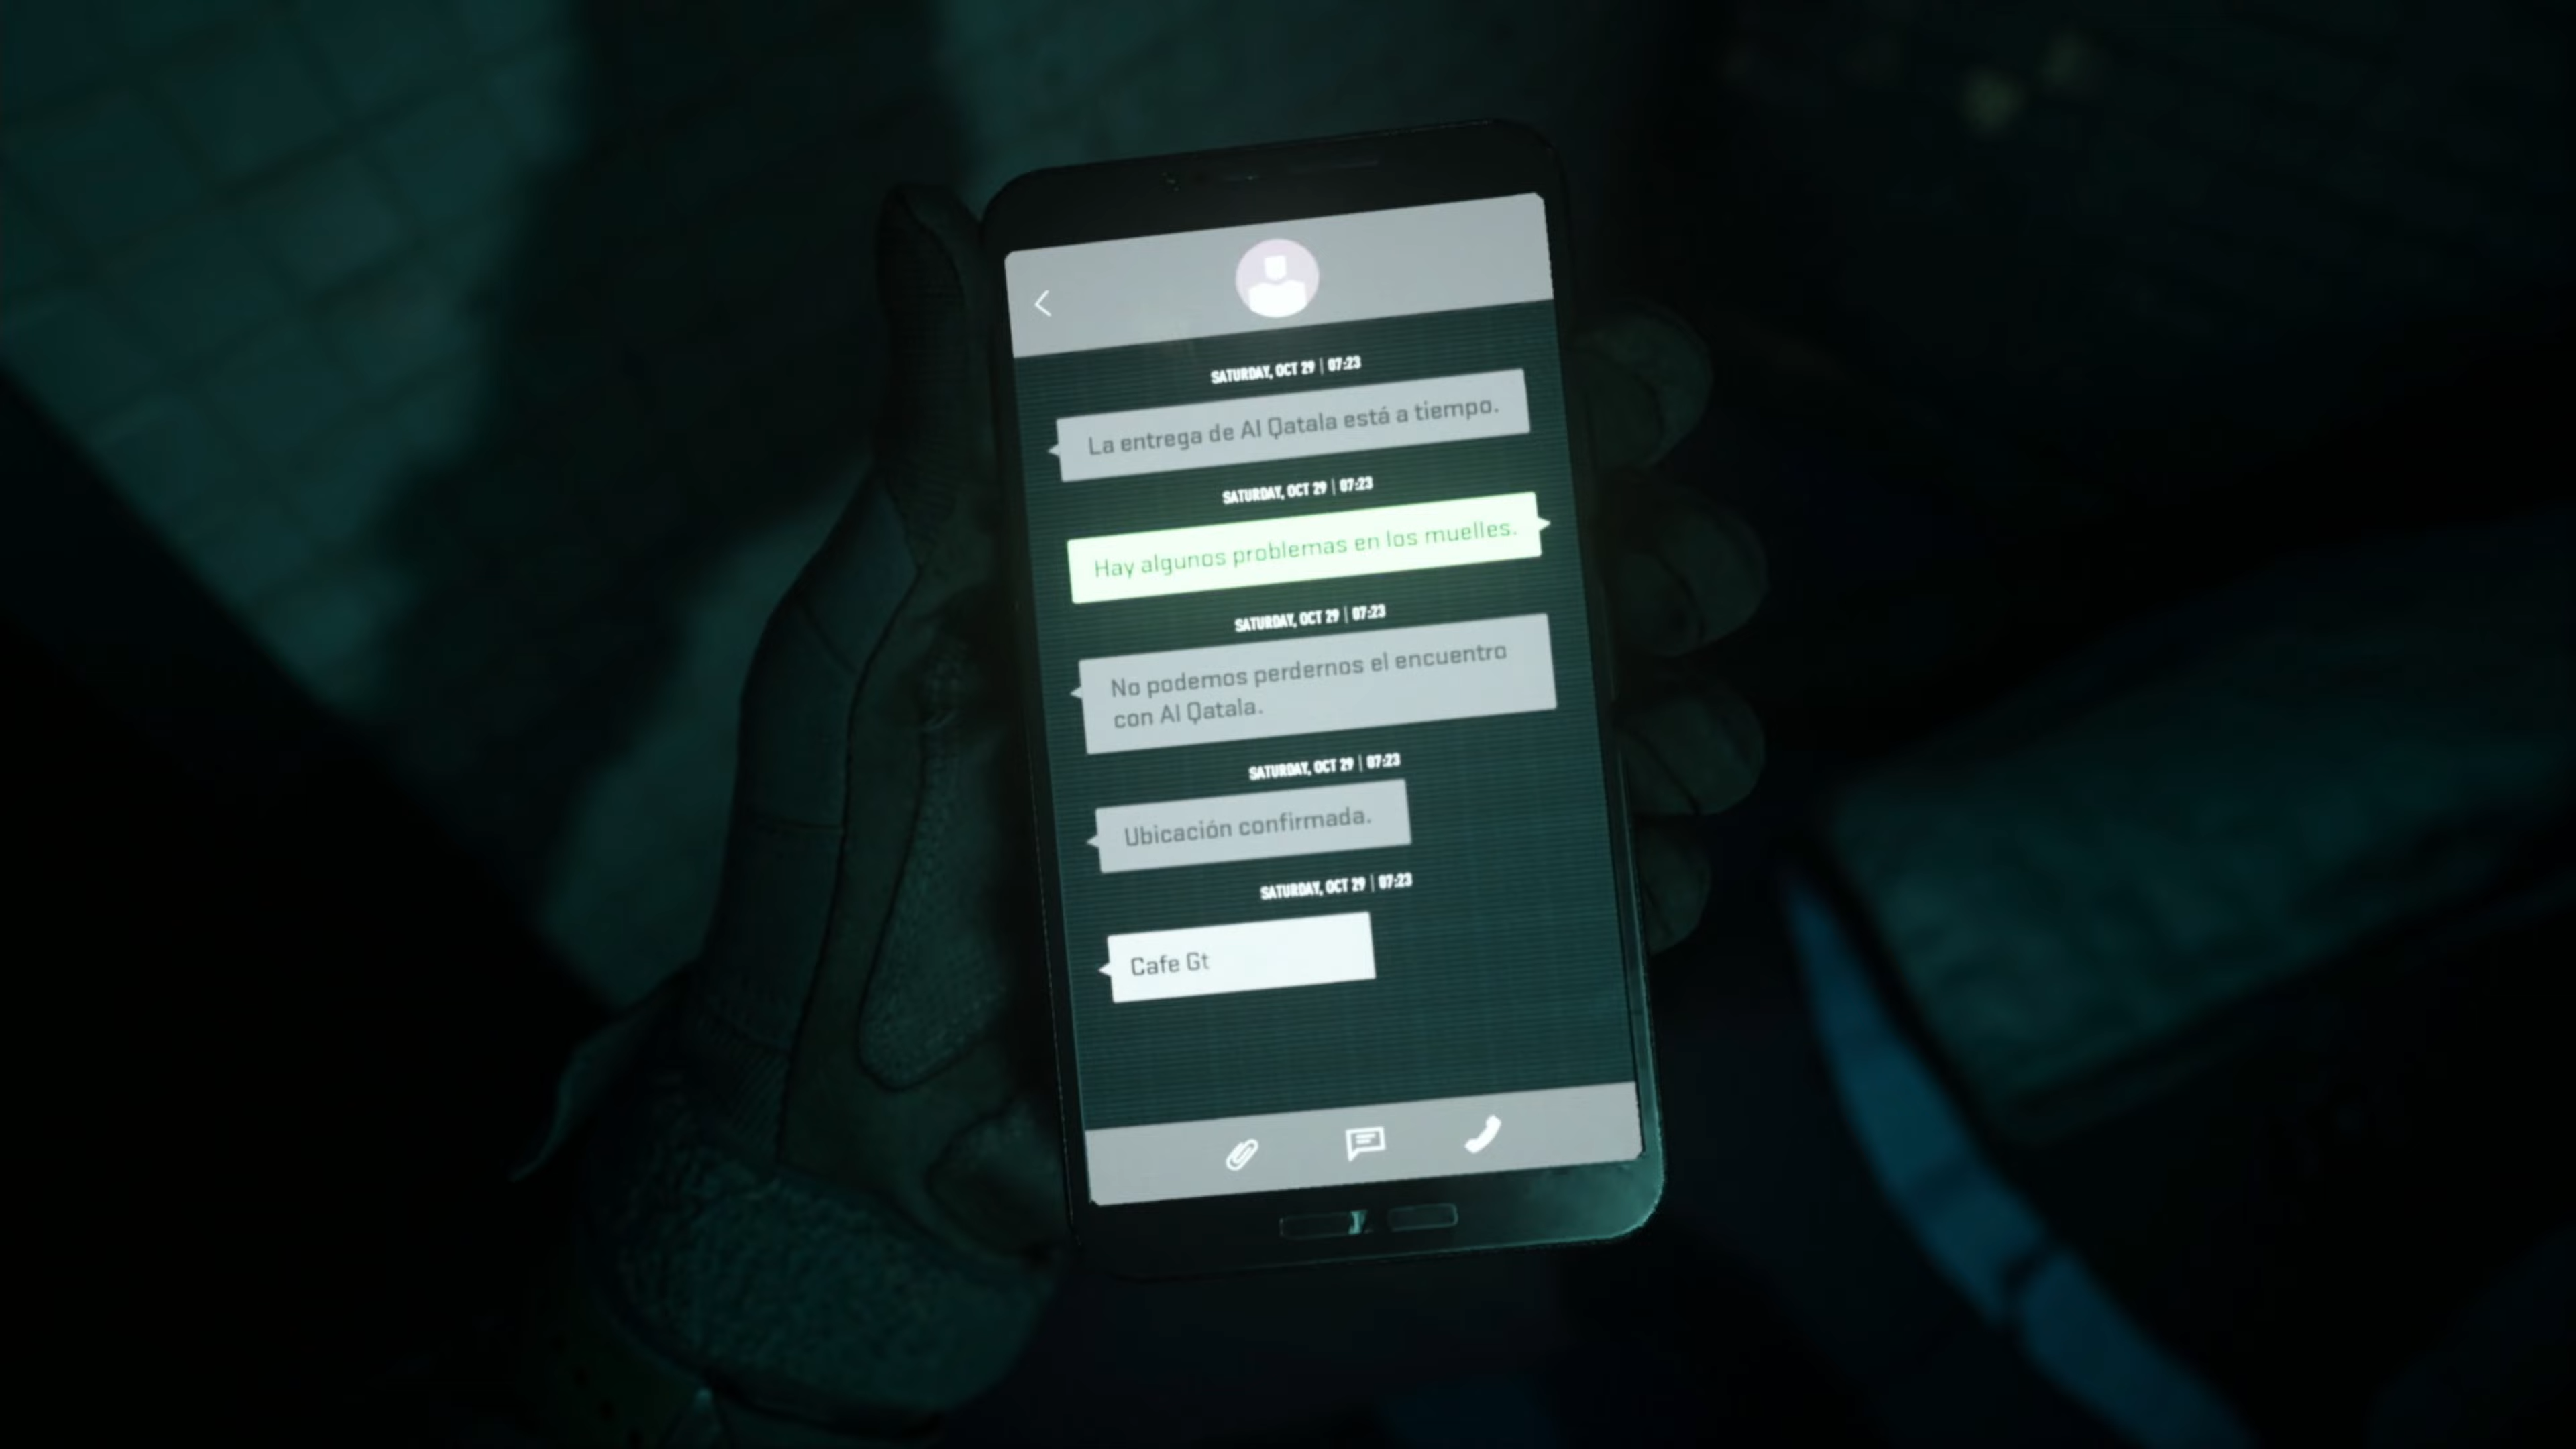 SATURDAY, OCT 29 | 07:23
La entrega de Al Qatala está a tiempo.
SATURDAY, OCT 29 | 07:23
Hay algunos problemas en los muelles.
SATURDAY, OCT 29 | 07:23
No podemos perdernos el encuentro
con Al Qatala.
SATURDAY, OCT 29 | 07:23
Ubicación confirmada.
SATURDAY, OCT 29 | 07:23
Cafe Gt